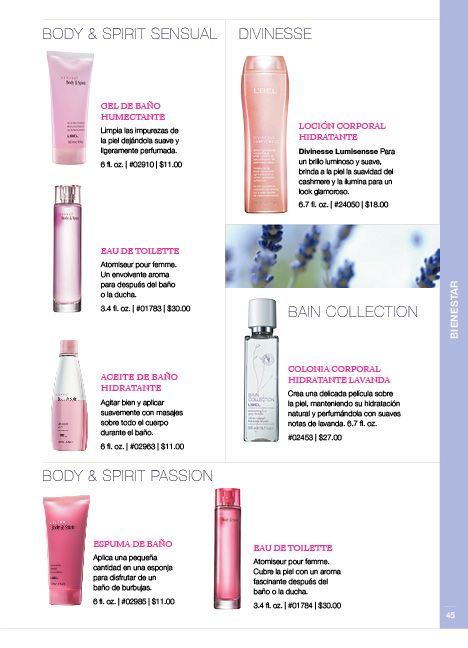 BODY & SPIRIT SENSUAL
GEL DE BAÑO
HUMECTANTE
Limpia las impurezas de
la piel dejándola suave y
ligeramente perfumada.
6 fl. oz. | #02910 | $11.00
EAU DE TOILETTE
Atomiseur pour femme.
Un envolvente aroma
para después del baño
o la ducha.
3.4 fl. oz. | #01783 | $30.00
ACEITE DE BAÑO
HIDRATANTE
Agitar bien y aplicar
suavemente con masajes
sobre todo el cuerpo
durante el baño.
6 fl. oz. | #02963 | $11.00
DIVINESSE
L'BEL
LOCIÓN CORPORAL
HIDRATANTE
Divinesse Lumisensse Para
un brillo luminoso y suave,
brinda a la piel la suavidad del
cashmere y la ilumina para un
look glamoroso.
6.7 fl. oz. | #24050 | $18.00
BAIN COLLECTION
BAIN
COLLECTION
L'BEL
COLONIA CORPORAL
HIDRATANTE LAVANDA
Crea una delicada película sobre
la piel, manteniendo su hidratación
natural y perfumándola con suaves
notas de lavanda. 6.7 fl. oz.
#02453 | $27.00
BODY & SPIRIT PASSION
ESPUMA DE BAÑO
Aplica una pequeña
cantidad en una esponja
para disfrutar de un
baño de burbujas.
6 fl. oz. | #02985 | $11.00
EAU DE TOILETTE
Atomiseur pour femme.
Cubre la piel con un aroma
fascinante después del
baño o la ducha.
3.4 fl. oz. | #01784 | $30.00
BIENESTAR
45